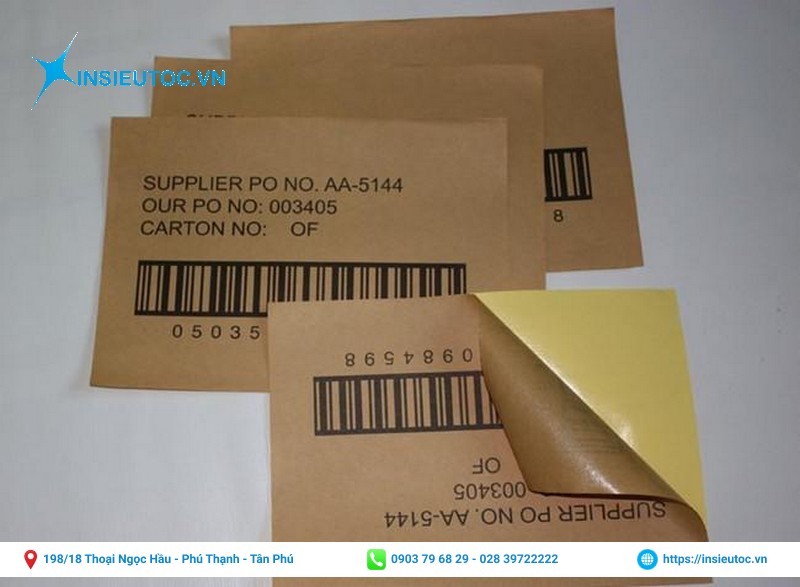 INSIEUTOC.VN
8
SUPPLIER PO NO. AA-5144
OUR PO NO: 003405
CARTON NO: OF
05035
SUPPLIER PO NO. AA-5144
003405
OF
0984598
198/18 Thoại Ngọc Hầu - Phú Thạnh - Tân Phú
0903 79 68 29 - 028 39722222
https://insieutoc.vn